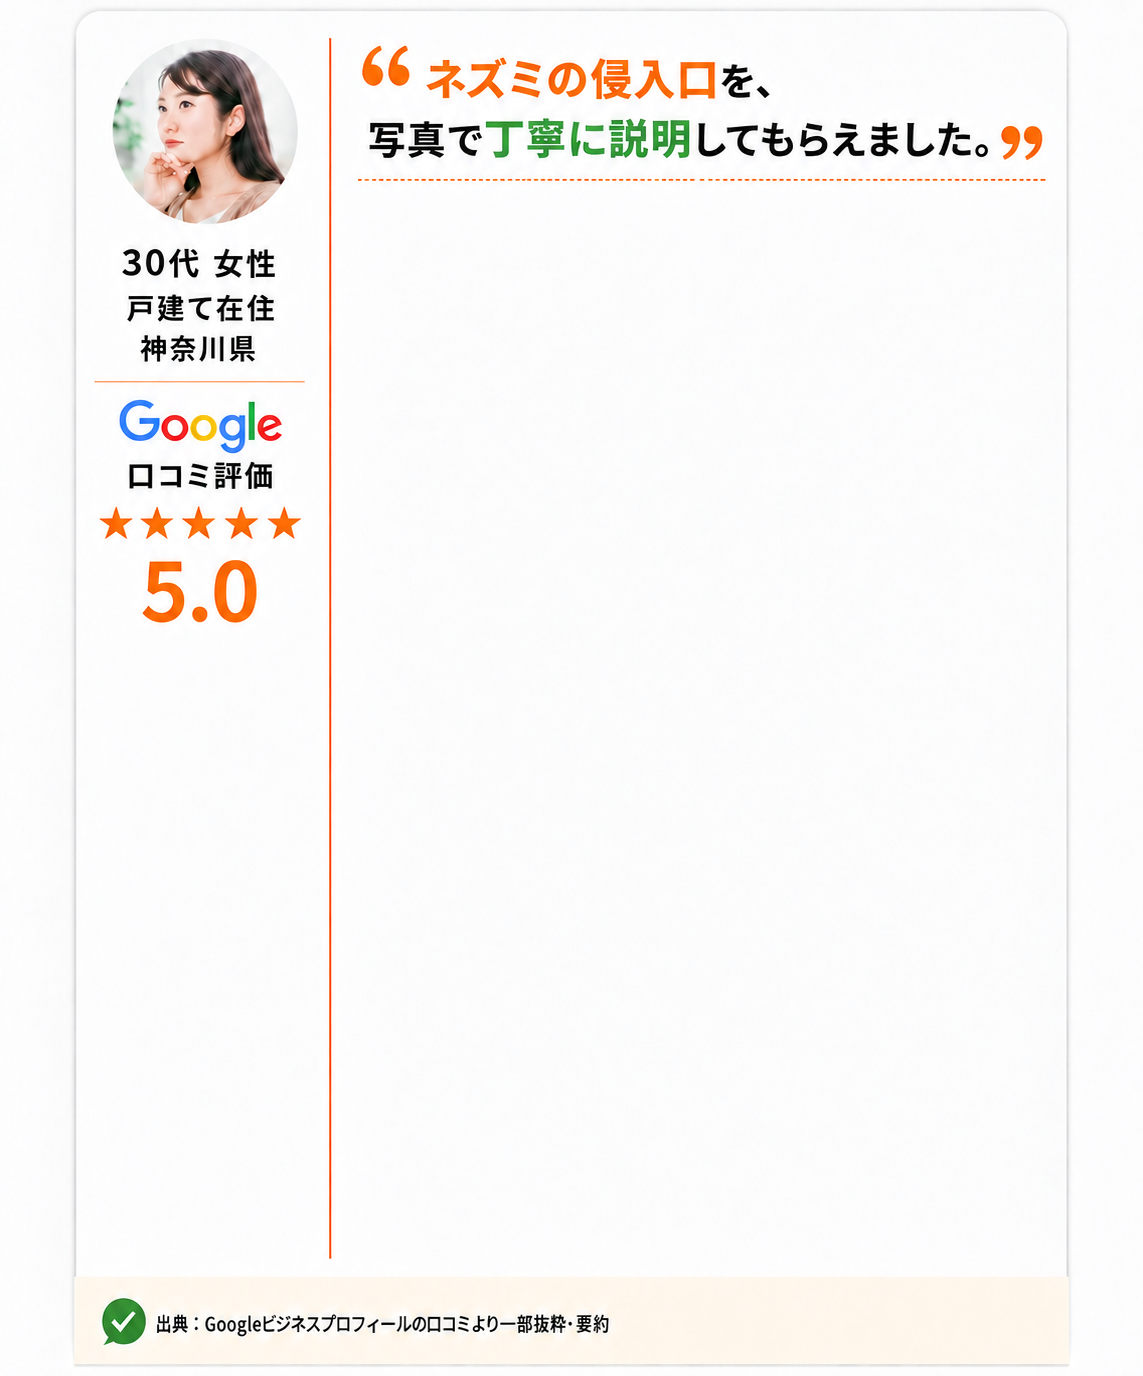 “ネズミの侵入口を、
写真で丁寧に説明してもらえました。”
30代 女性
戸建て在住
神奈川県
Google
口コミ評価
★★★★★
5.0
出典：Googleビジネスプロフィールの口コミより一部抜粋・要約